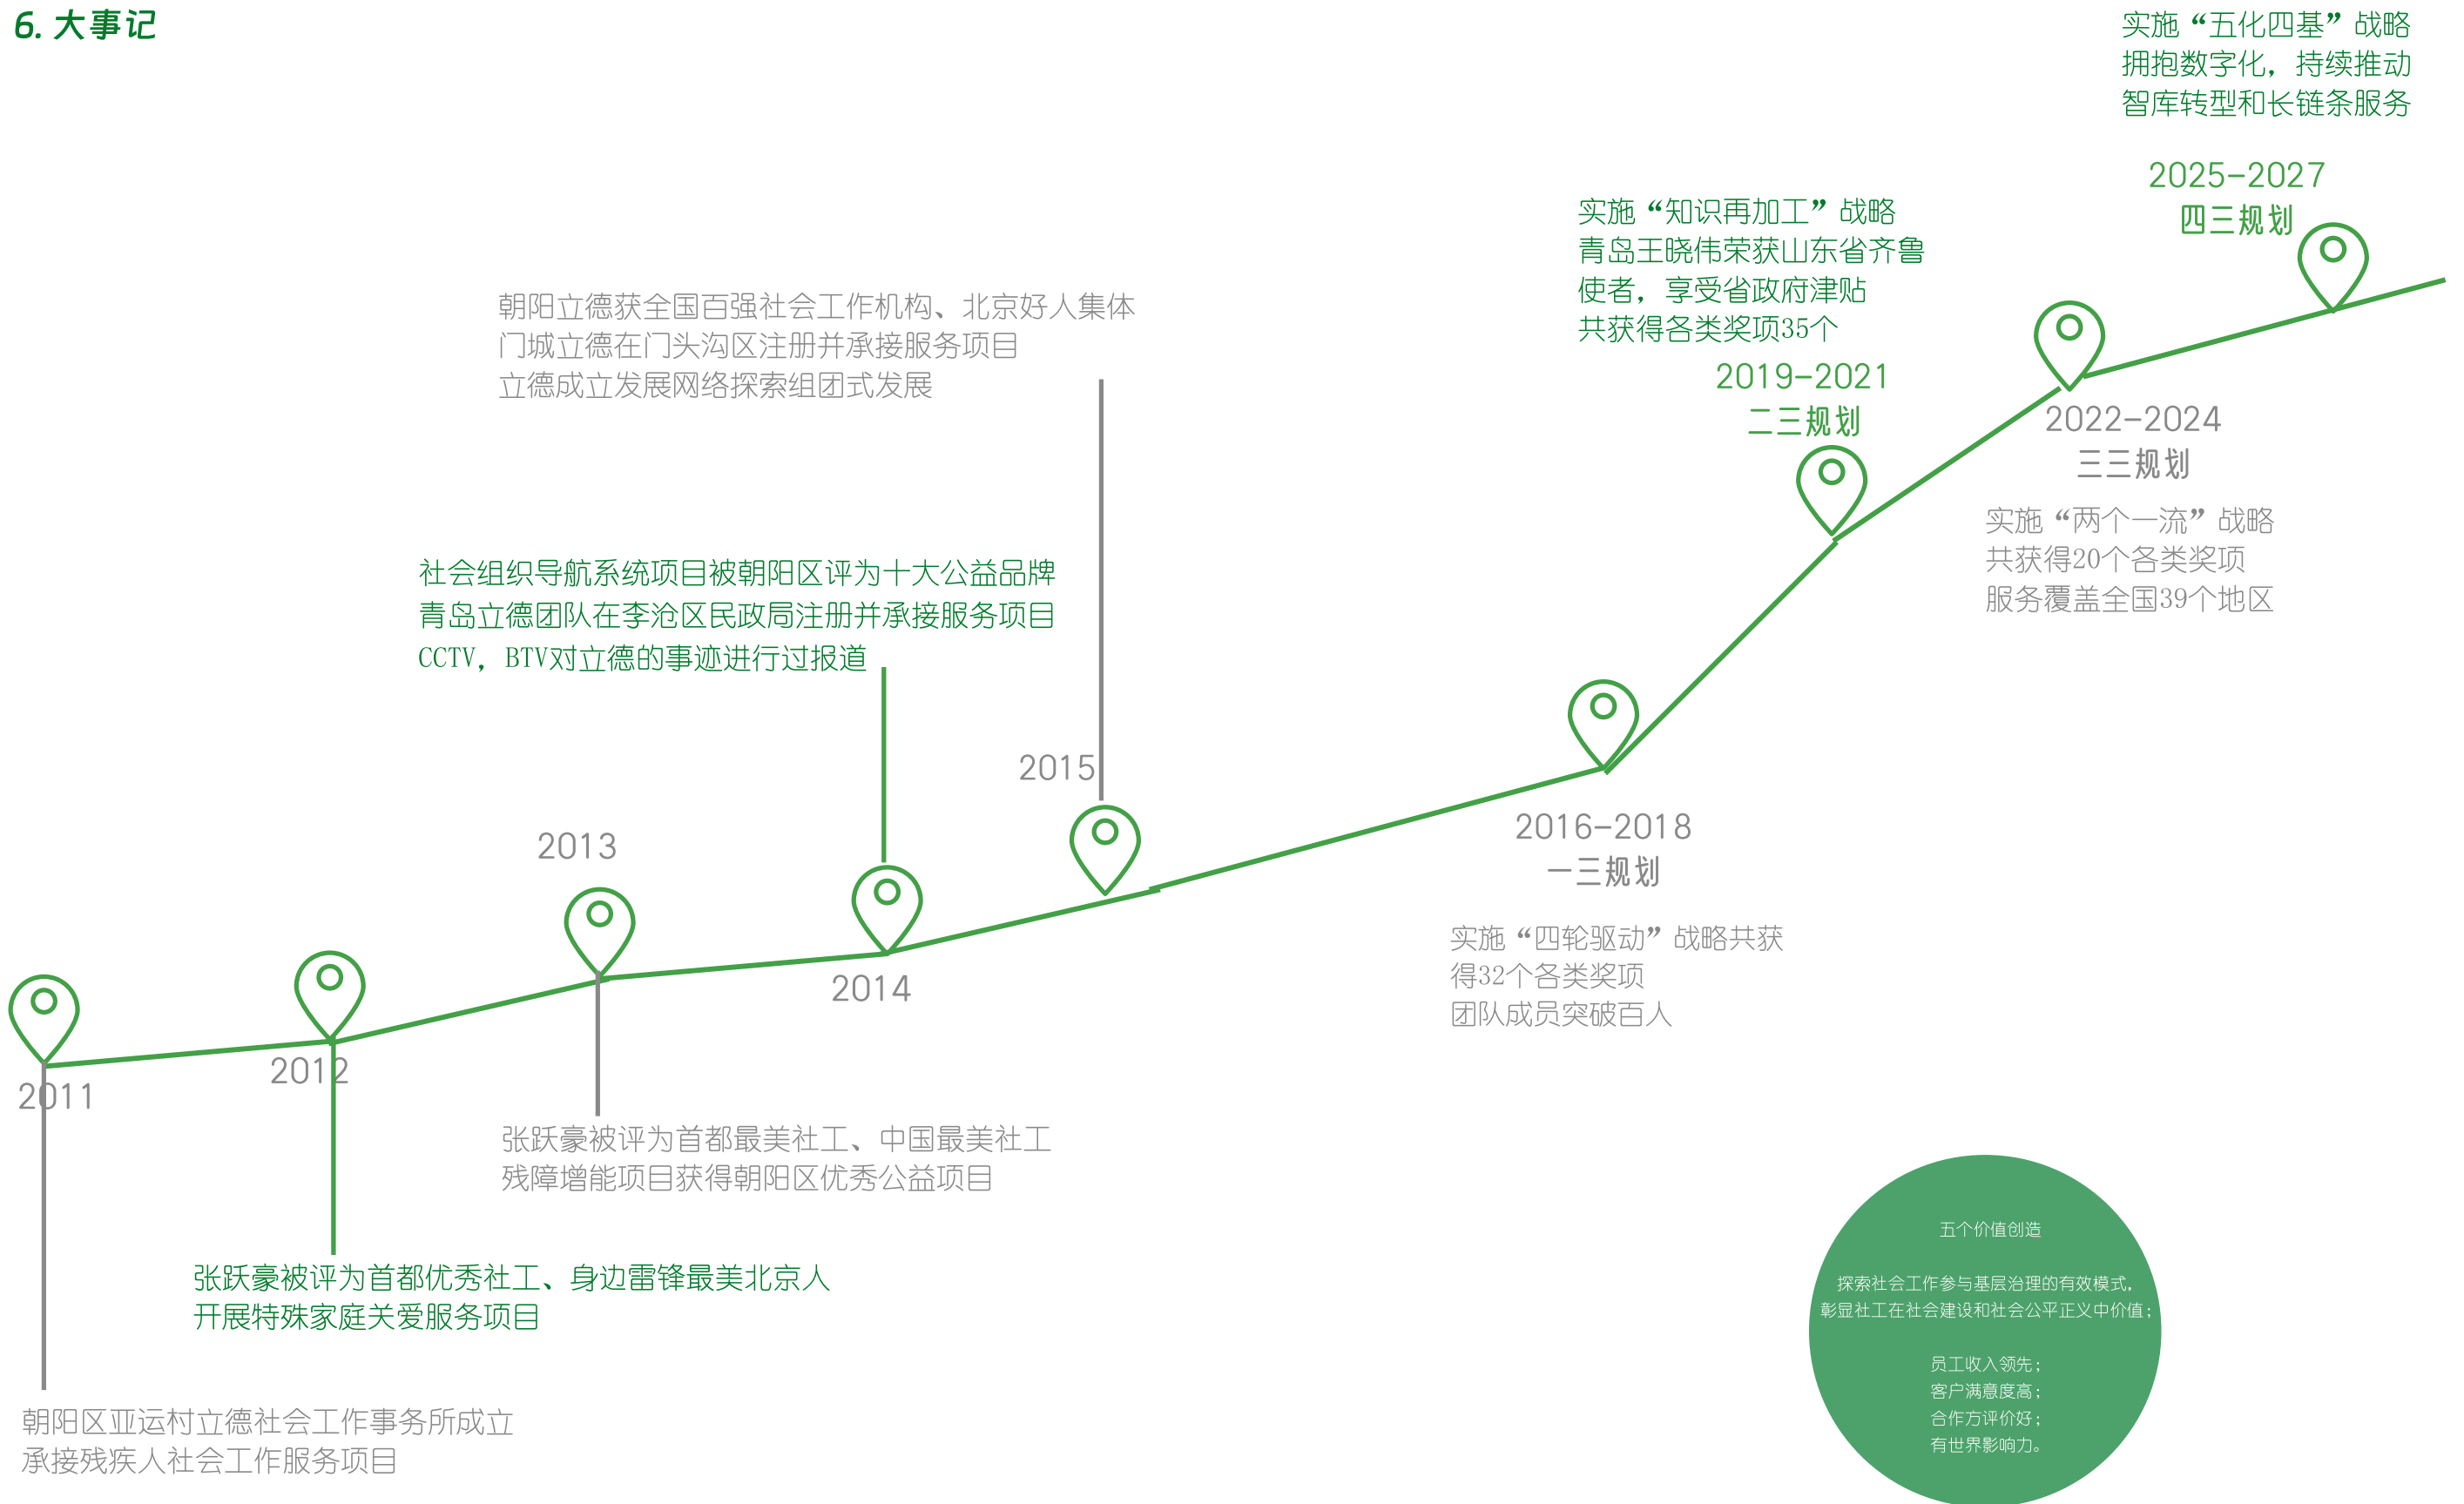 6. 大事记
2011
朝阳区亚运村立德社会工作事务所成立
承接残疾人社会工作服务项目
2012
张跃豪被评为首都优秀社工、身边雷锋最美北京人
开展特殊家庭关爱服务项目
2013
张跃豪被评为首都最美社工、中国最美社工
残障增能项目获得朝阳区优秀公益项目
社会组织导航系统项目被朝阳区评为十大公益品牌
青岛立德团队在李沧区民政局注册并承接服务项目
CCTV，BTV对立德的事迹进行过报道
2014
朝阳立德获全国百强社会工作机构、北京好人集体
门城立德在门头沟区注册并承接服务项目
立德成立发展网络探索组团式发展
2015
2016-2018
一三规划
实施“四轮驱动”战略共获
得32个各类奖项
团队成员突破百人
实施“知识再加工”战略
青岛王晓伟荣获山东省齐鲁
使者，享受省政府津贴
共获得各类奖项35个
2019-2021
二三规划
2022-2024
三三规划
实施“两个一流”战略
共获得20个各类奖项
服务覆盖全国39个地区
实施“五化四基”战略
拥抱数字化，持续推动
智库转型和长链条服务
2025-2027
四三规划
五个价值创造
探索社会工作参与基层治理的有效模式，
彰显社工在社会建设和社会公平正义中价值；
员工收入领先；
客户满意度高；
合作方评价好；
有世界影响力。